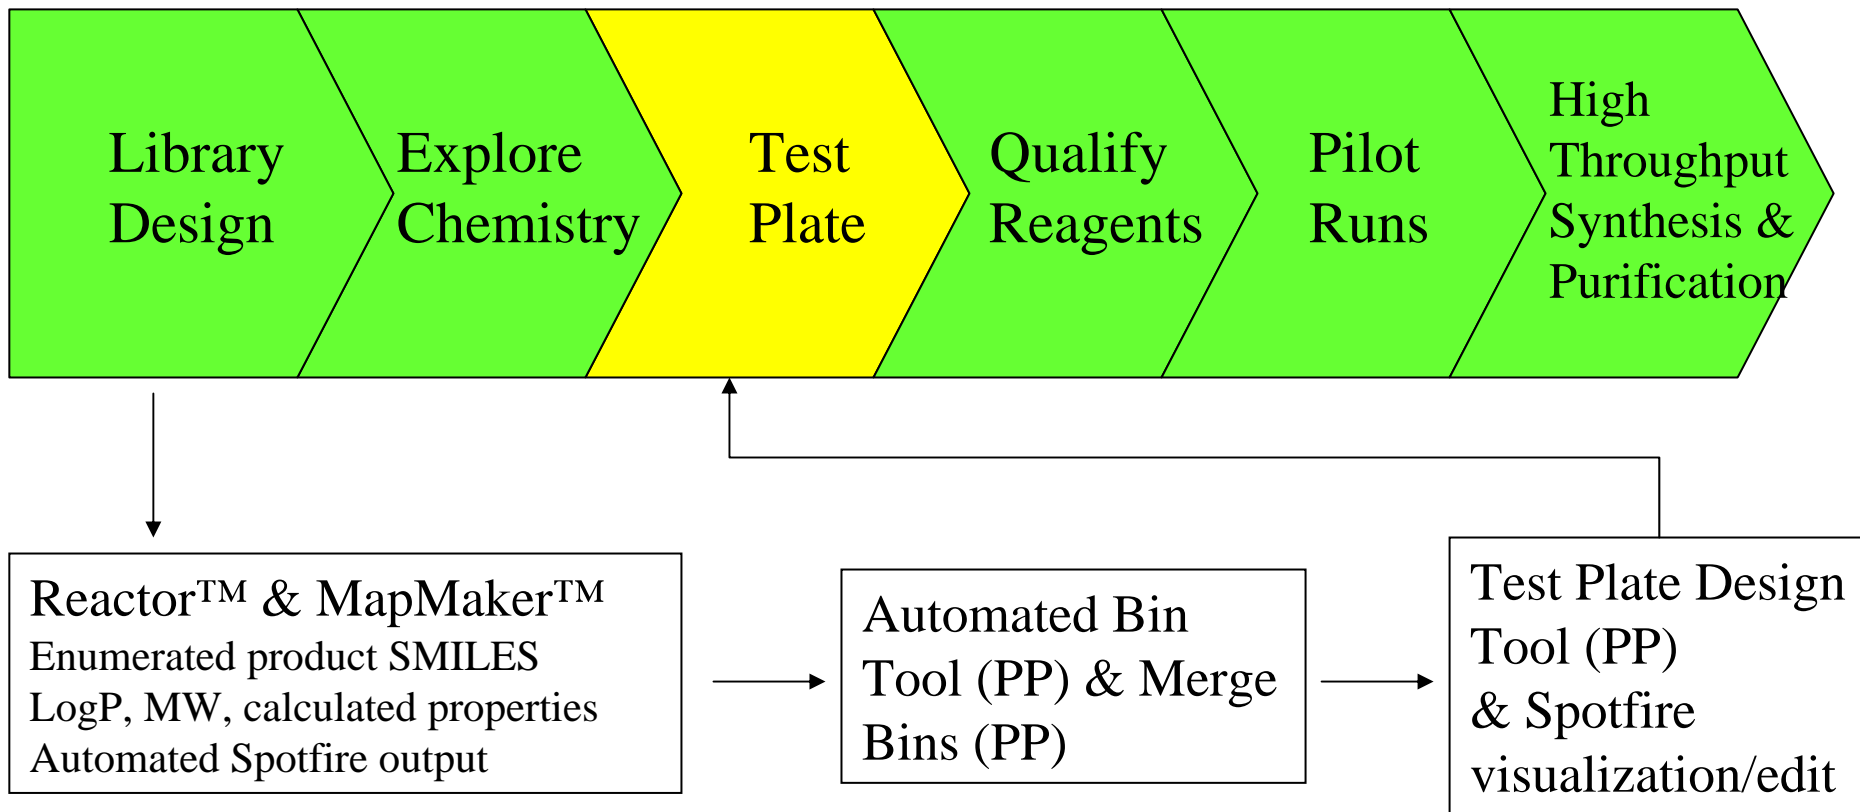 Library
Design
Explore
Chemistry
Test
Plate
Qualify
Reagents
Pilot
Runs
High
Throughput
Synthesis &
Purification
Reactor™ & MapMaker™
Enumerated product SMILES
LogP, MW, calculated properties
Automated Spotfire output
Automated Bin
Tool (PP) & Merge
Bins (PP)
Test Plate Design
Tool (PP)
& Spotfire
visualization/edit